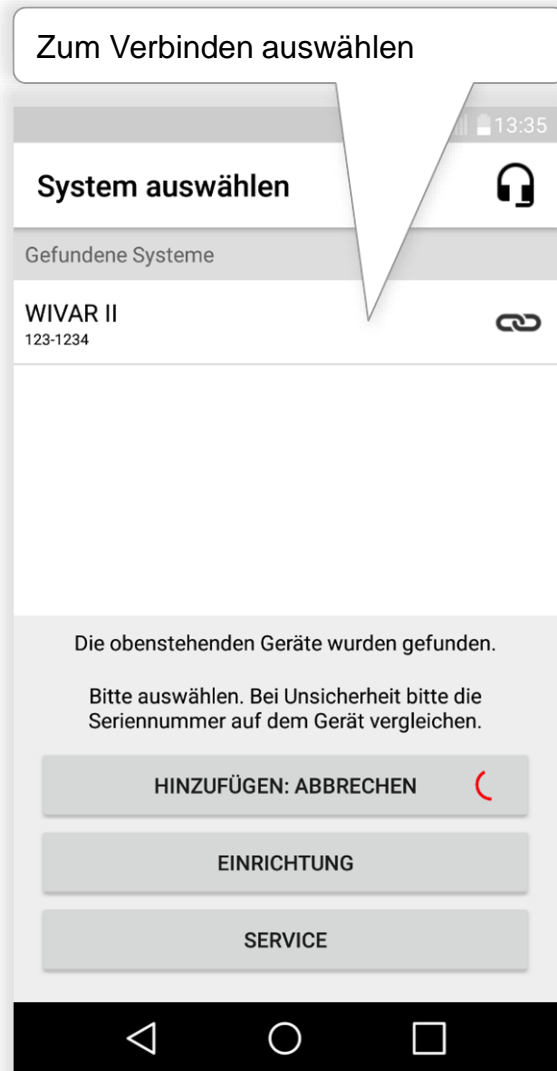 Zum Verbinden auswählen
13:35
System auswählen
Gefundene Systeme
WIVAR II
123-1234
Die obenstehenden Geräte wurden gefunden.
Bitte auswählen. Bei Unsicherheit bitte die
Seriennummer auf dem Gerät vergleichen.
HINZUFÜGEN: ABBRECHEN
EINRICHTUNG
SERVICE